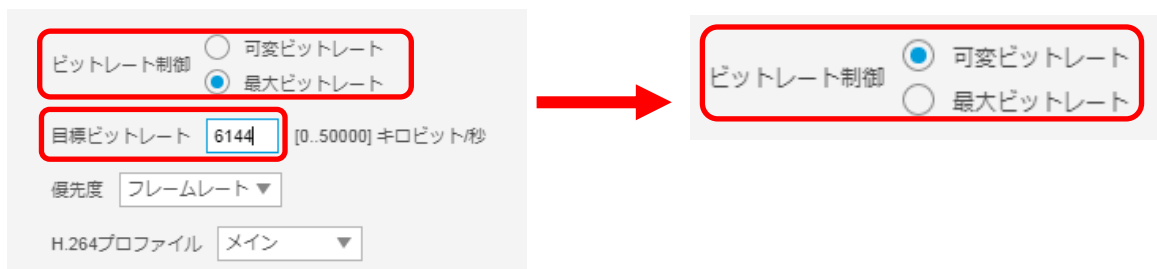 ビットレート制御
可変ビットレート
最大ビットレート
目標ビットレート 6144 [0..50000] キロビット/秒
優先度 フレームレート
H.264プロファイル メイン
ビットレート制御
可変ビットレート
最大ビットレート